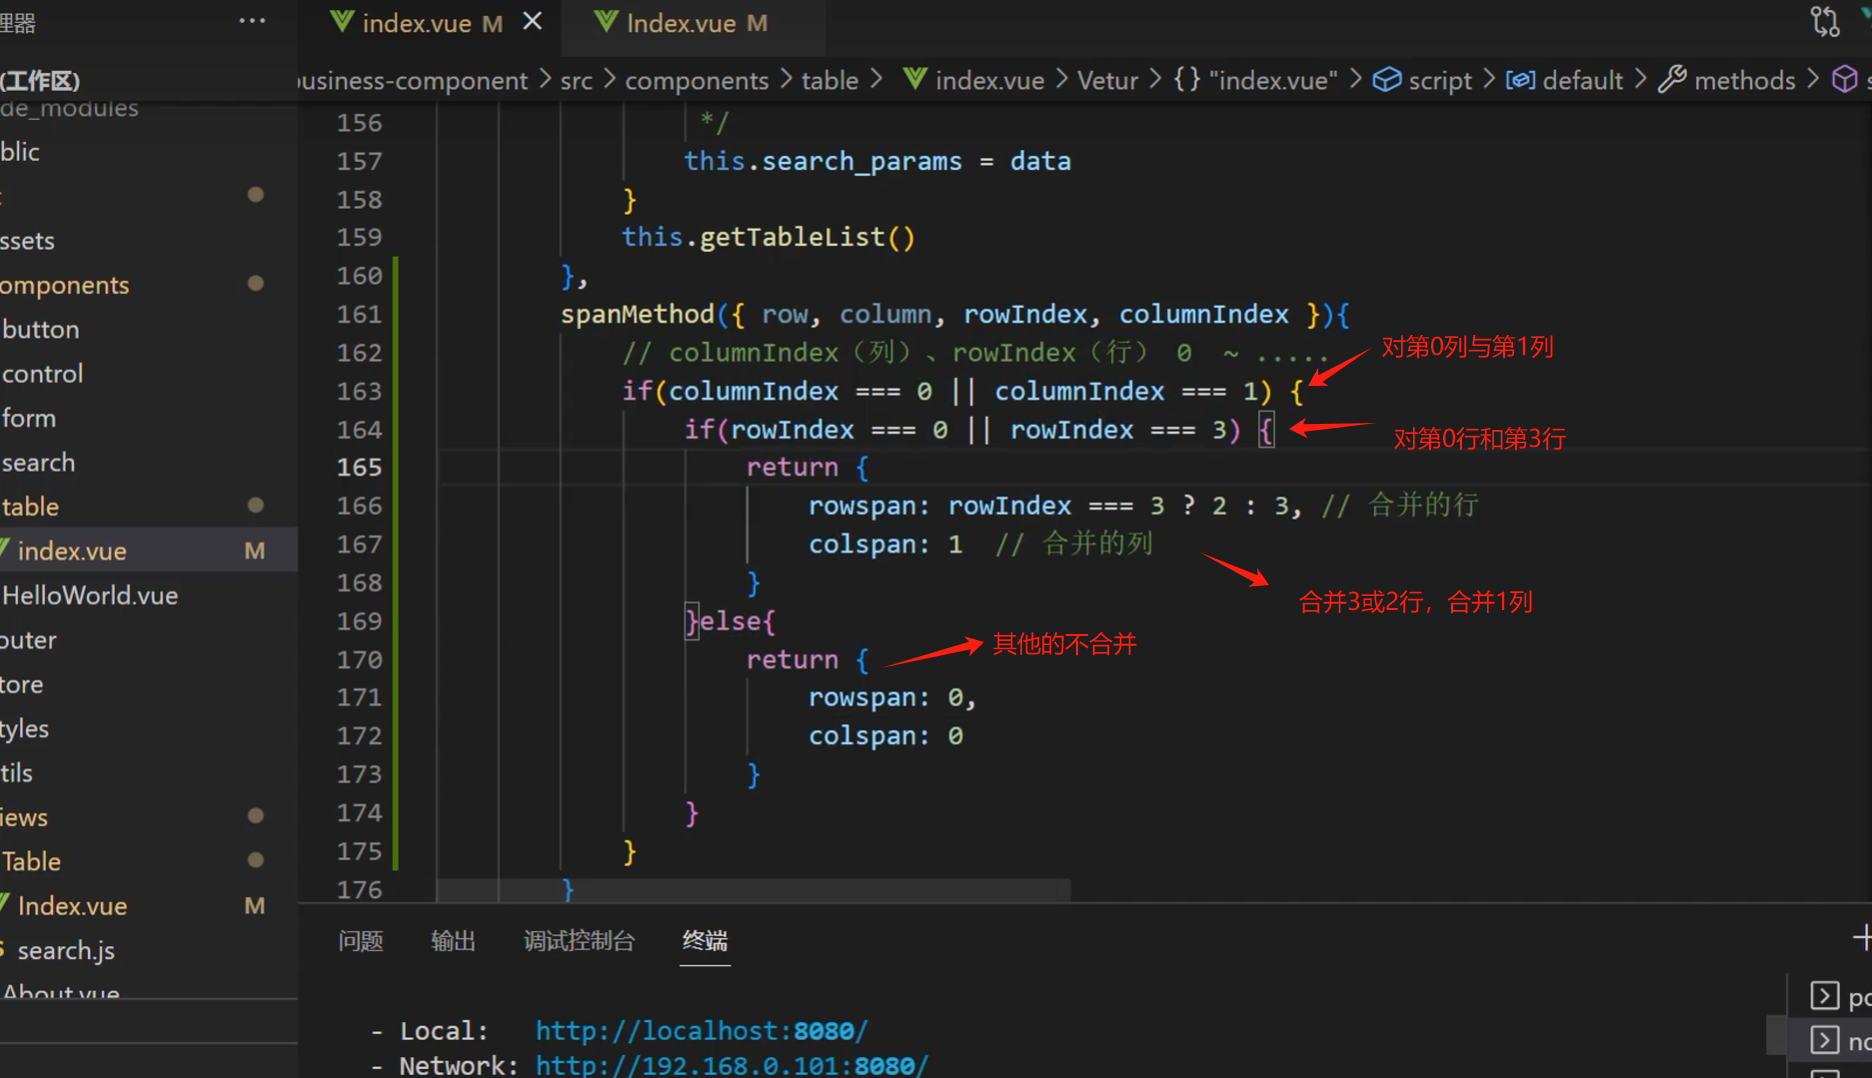 理器
(工作区)
de_modules
blic
ssets
omponents
button
control
form
search
table
index.vue M
HelloWorld.vue
outer
tore
tyles
tils
iews
Table
Index.vue M
search.js
About.vue
index.vue M
Index.vue M
business-component > src > components > table > index.vue > Vetur > {} "index.vue" > script > default > methods > s
156 */
157 this.search_params = data
158 }
159 this.getTableList()
160 },
161 spanMethod({ row, column, rowIndex, columnIndex }){
162 // columnIndex（列）、rowIndex（行） 0 ~ .....
对第0列与第1列
163 if(columnIndex === 0 || columnIndex === 1) {
164 if(rowIndex === 0 || rowIndex === 3) {
对第0行和第3行
165 return {
166 rowspan: rowIndex === 3 ? 2 : 3, // 合并的行
167 colspan: 1 // 合并的列
168 }
合并3或2行，合并1列
169 }else{
其他的不合并
170 return {
171 rowspan: 0,
172 colspan: 0
173 }
174 }
175 }
176 }
问题 输出 调试控制台 终端
- Local: http://localhost:8080/
- Network: http://192.168.0.101:8080/
po
no